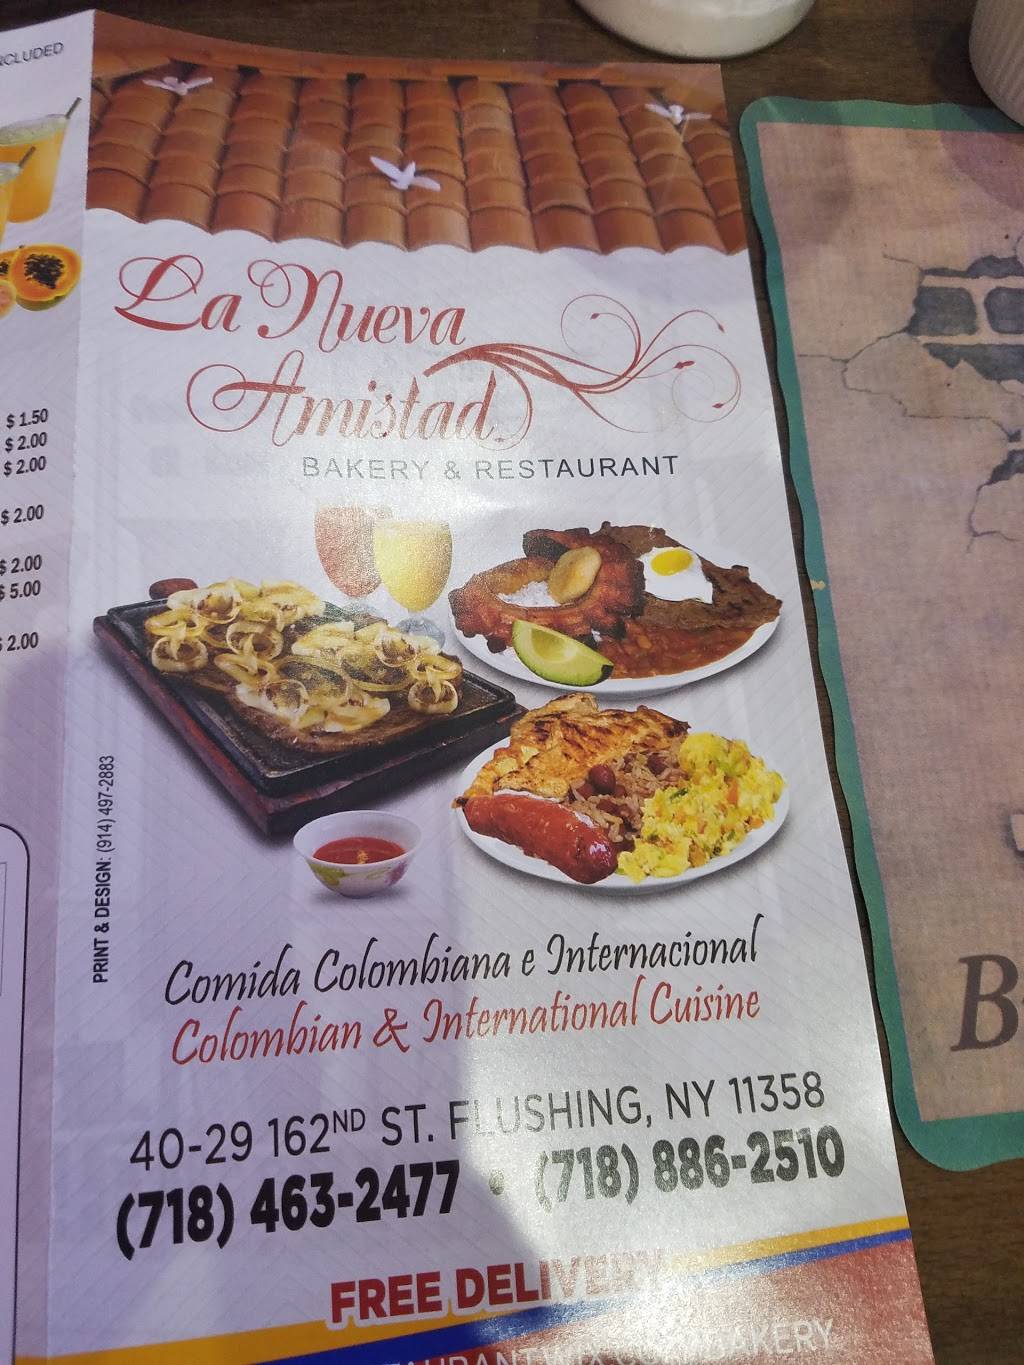 INCLUDED
$ 1.50
$ 2.00
$ 2.00
$ 2.00
$ 2.00
$ 5.00
$ 2.00
La Nueva
Amistad
BAKERY & RESTAURANT
PRINT & DESIGN: (914) 497-2883
Comida Colombiana e Internacional
Colombian & International Cuisine
40-29 162ND ST. FLUSHING, NY 11358
(718) 463-2477 • (718) 886-2510
FREE DELIVERY
BAKERY